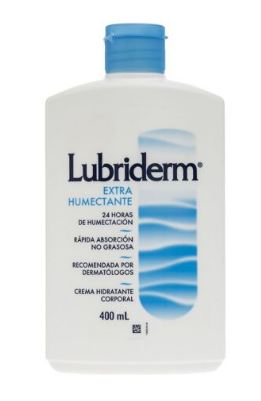 Lubriderm®
EXTRA
HUMECTANTE
24 HORAS
DE HUMECTACIÓN
RÁPIDA ABSORCIÓN
NO GRASOSA
RECOMENDADA POR
DERMATÓLOGOS
CREMA HIDRATANTE
CORPORAL
400 mL